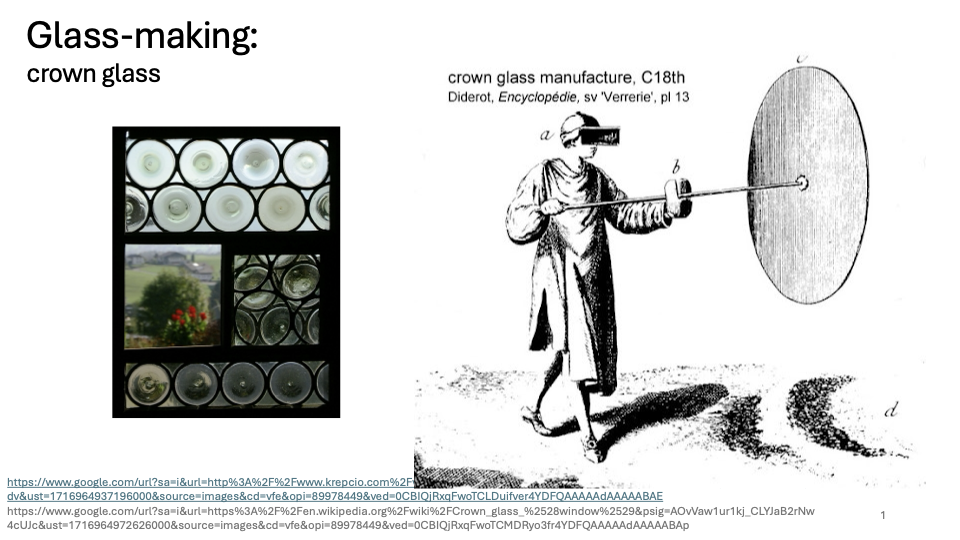 Glass-making:
crown glass
crown glass manufacture, C18th
Diderot, Encyclopédie, sv 'Verrerie', pl 13
c
a
b
d
https://www.google.com/url?sa=i&url=http%3A%2F%2Fwww.krepcio.com%2F
dv&ust=1716964937196000&source=images&cd=vfe&opi=89978449&ved=0CBIQjRxqFwoTCLDuifver4YDFQAAAAAdAAAAABAE
https://www.google.com/url?sa=i&url=https%3A%2F%2Fen.wikipedia.org%2Fwiki%2FCrown_glass_%2528window%2529&psig=AOvVaw1ur1kj_CLYJaB2rNw
4cUJc&ust=1716964972626000&source=images&cd=vfe&opi=89978449&ved=0CBIQjRxqFwoTCMDRyo3fr4YDFQAAAAAdAAAAABAp
1